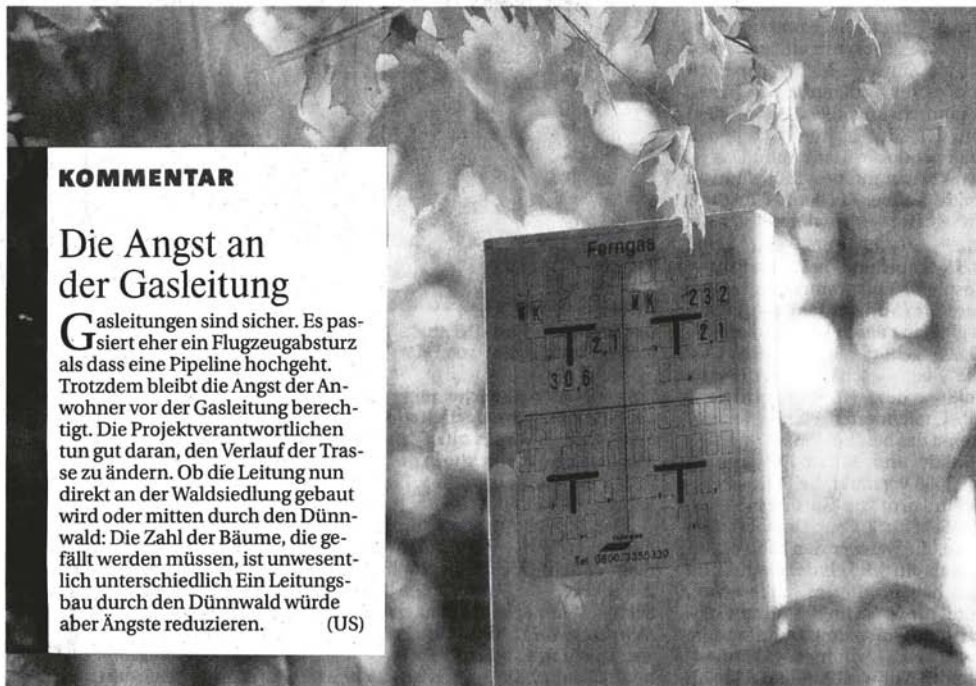 KOMMENTAR
Die Angst an
der Gasleitung
Gasleitungen sind sicher. Es pas-
siert eher ein Flugzeugabsturz
als dass eine Pipeline hochgeht.
Trotzdem bleibt die Angst der An-
wohner vor der Gasleitung berech-
tigt. Die Projektverantwortlichen
tun gut daran, den Verlauf der Tras-
se zu ändern. Ob die Leitung nun
direkt an der Waldsiedlung gebaut
wird oder mitten durch den Dünn-
wald: Die Zahl der Bäume, die ge-
fällt werden müssen, ist unwesent-
lich unterschiedlich Ein Leitungs-
bau durch den Dünnwald würde
aber Ängste reduzieren. (US)
Ferngas
WK
2,1
30,6
WK 232
2,1
Tel.